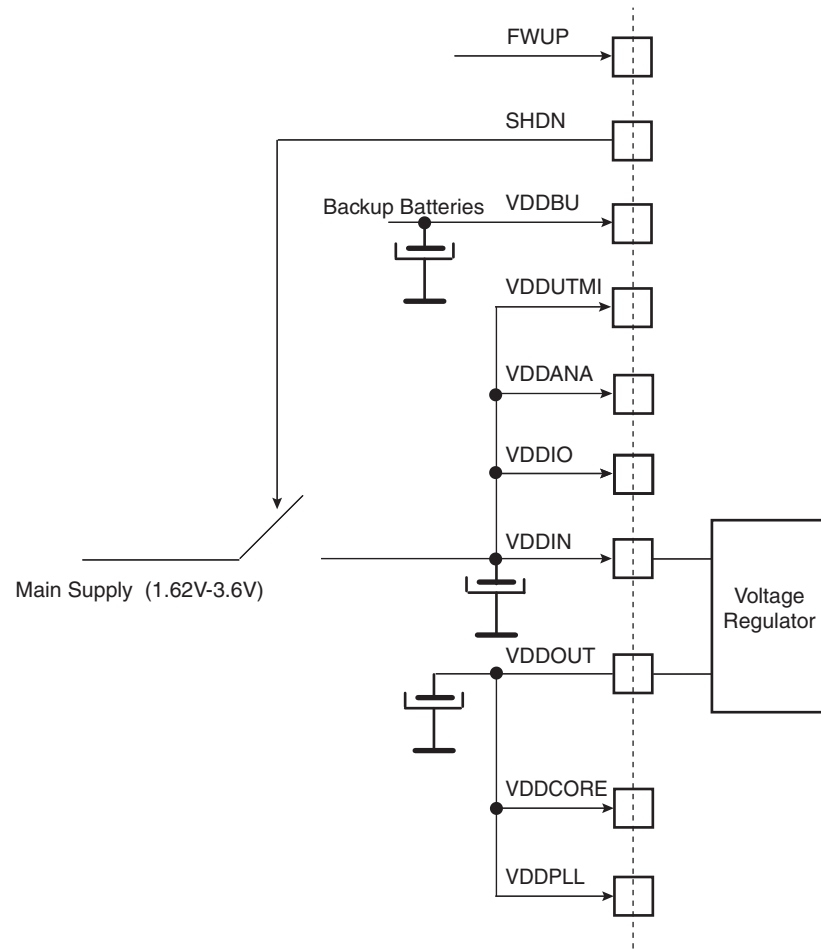 FWUP
SHDN
Backup Batteries VDDBU
VDDUTMI
VDDANA
VDDIO
VDDIN
Main Supply (1.62V-3.6V)
Voltage
Regulator
VDDOUT
VDDCORE
VDDPLL